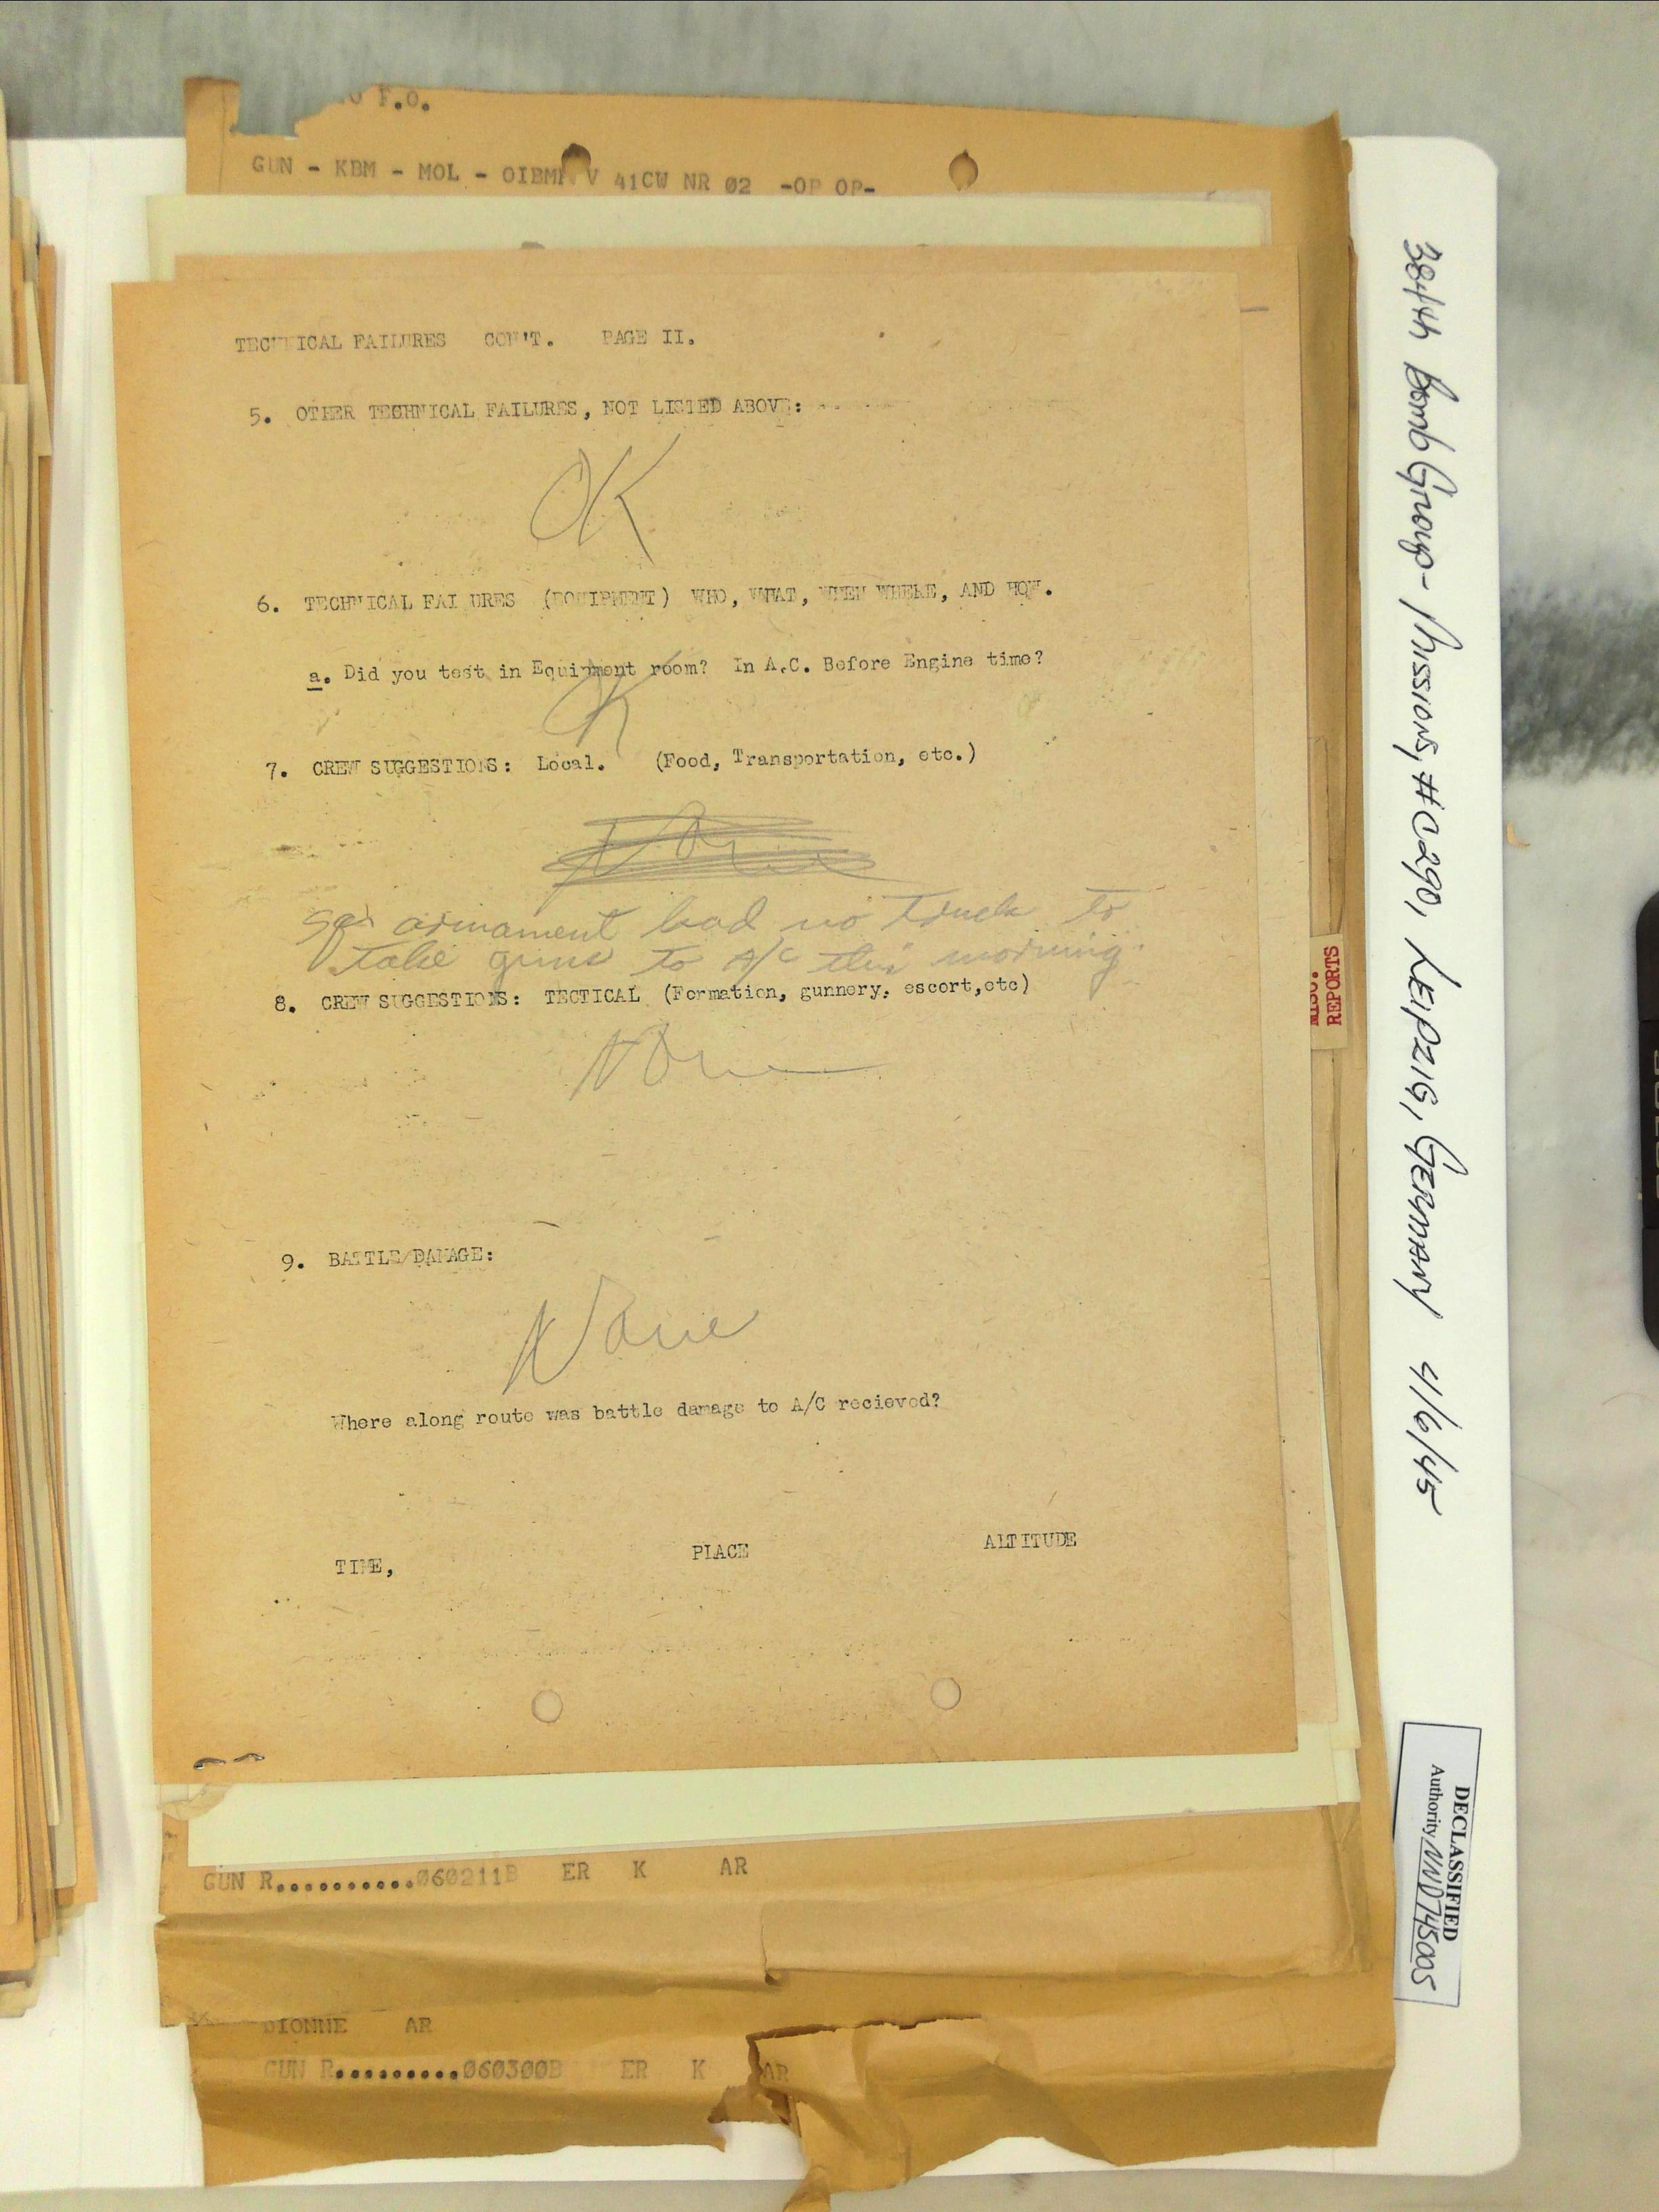 F.O.
GUN - KBM - MOL - OIBMM V 41CW NR 02 -OP OP-
TECHNICAL FAILURES CON'T. PAGE II.
5. OTHER TECHNICAL FAILURES, NOT LISTED ABOVE:
OK
6. TECHNICAL FAILURES (EQUIPMENT) WHO, WHAT, WHEN WHERE, AND HOW.
a. Did you test in Equipment room? In A.C. Before Engine time?
OK
7. CREW SUGGESTIONS: Local. (Food, Transportation, etc.)
None
Sqd armament had no truck to
take guns to A/C this morning.
8. CREW SUGGESTIONS: TECTICAL (Formation, gunnery, escort,etc)
None
9. BATTLE/DAMAGE:
None
Where along route was battle damage to A/C recieved?
TIME, PLACE ALTITUDE
GUN R..........060211B ER K AR
DIONNE AR
GUN R.........060300B ER K AR
MISC. REPORTS
384th Bomb Group - Missions, #0290, LEIPZIG, GERMANY 4/6/45
DECLASSIFIED
Authority NND745005